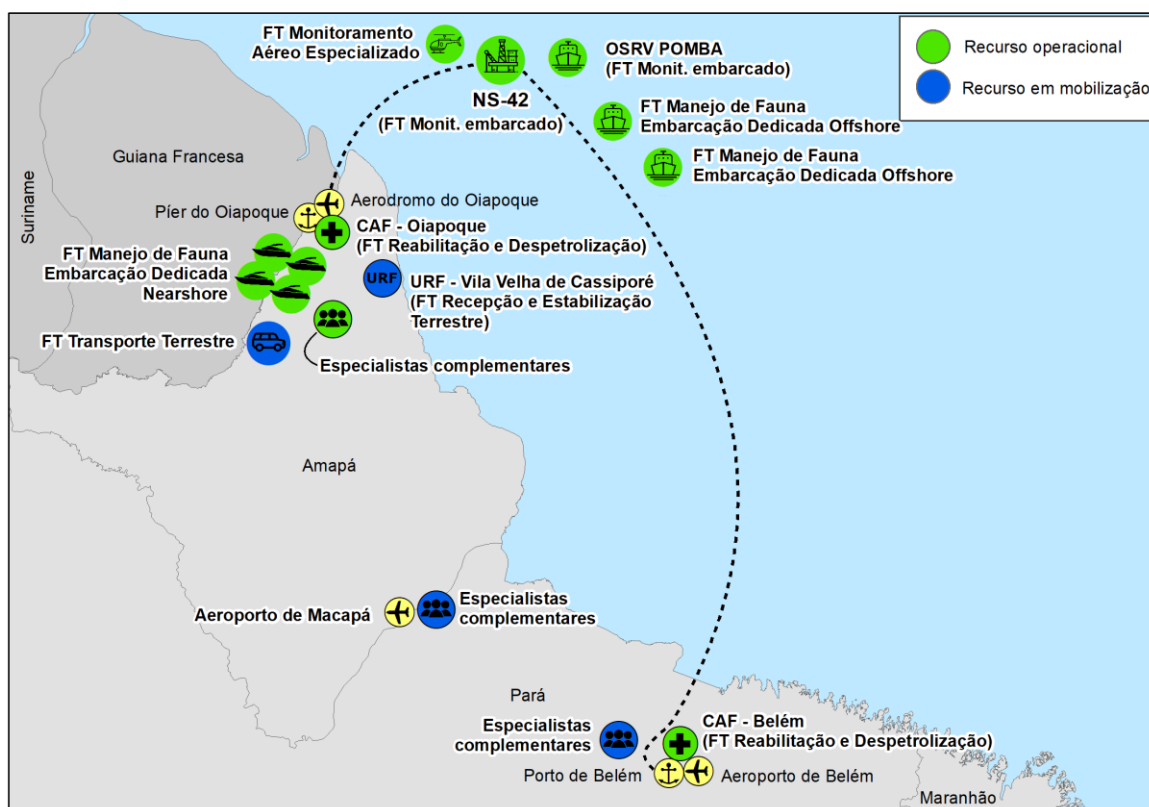 FT Monitoramento
Aéreo Especializado
OSRV POMBA
(FT Monit. embarcado)
Recurso operacional
Recurso em mobilização
NS-42
(FT Monit. embarcado)
FT Manejo de Fauna
Embarcação Dedicada Offshore
FT Manejo de Fauna
Embarcação Dedicada Offshore
Guiana Francesa
Suriname
Aerodromo do Oiapoque
Píer do Oiapoque
CAF - Oiapoque
(FT Reabilitação e Despetrolização)
FT Manejo de Fauna
Embarcação Dedicada
Nearshore
URF
URF - Vila Velha de Cassiporé
(FT Recepção e Estabilização
Terrestre)
FT Transporte Terrestre
Especialistas complementares
Amapá
Aeroporto de Macapá
Especialistas
complementares
Pará
Especialistas
complementares
CAF - Belém
(FT Reabilitação e Despetrolização)
Porto de Belém
Aeroporto de Belém
Maranhão